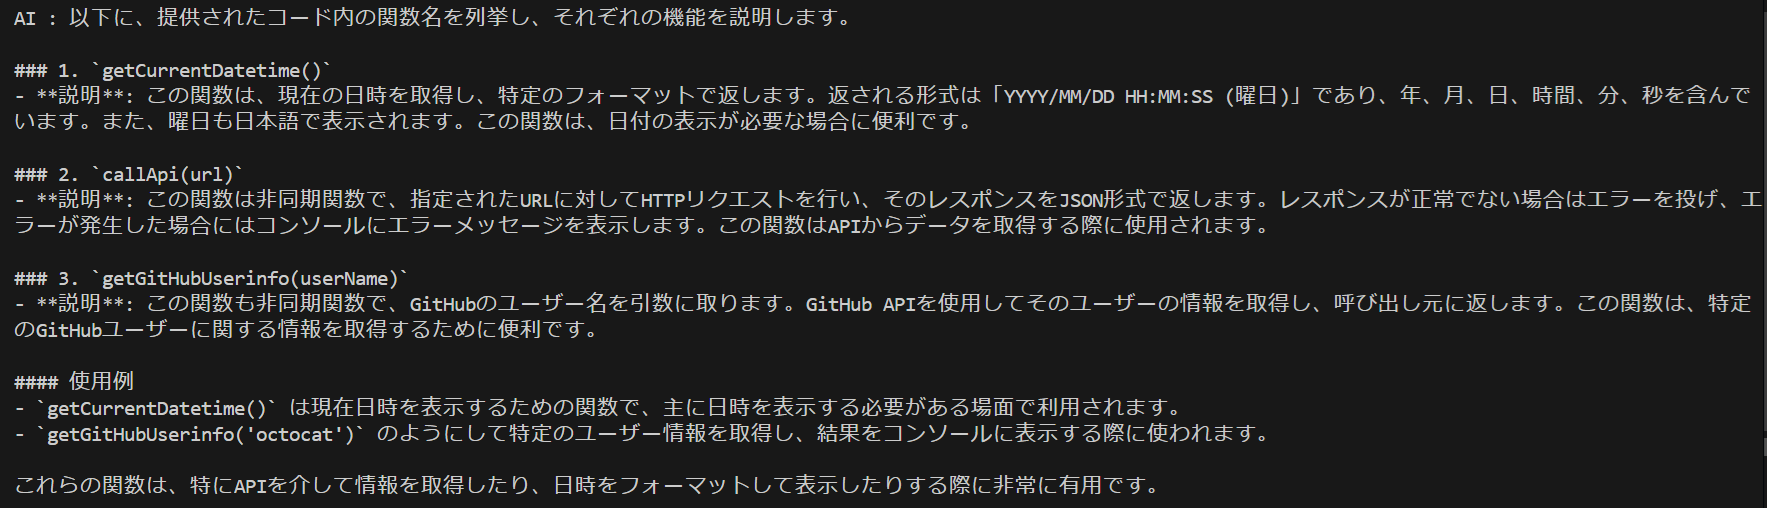 AI : 以下に、提供されたコード内の関数名を列挙し、それぞれの機能を説明します。
### 1. `getCurrentDatetime()`
- **説明**: この関数は、現在の日時を取得し、特定のフォーマットで返します。返される形式は「YYYY/MM/DD HH:MM:SS (曜日)」であり、年、月、日、時間、分、秒を含んで
います。また、曜日も日本語で表示されます。この関数は、日付の表示が必要な場合に便利です。
### 2. `callApi(url)`
- **説明**: この関数は非同期関数で、指定されたURLに対してHTTPリクエストを行い、そのレスポンスをJSON形式で返します。レスポンスが正常でない場合はエラーを投げ、エ
ラーが発生した場合にはコンソールにエラーメッセージを表示します。この関数はAPIからデータを取得する際に使用されます。
### 3. `getGitHubUserinfo(userName)`
- **説明**: この関数も非同期関数で、GitHubのユーザー名を引数に取ります。GitHub APIを使用してそのユーザーの情報を取得し、呼び出し元に返します。この関数は、特定
のGitHubユーザーに関する情報を取得するために便利です。
#### 使用例
- `getCurrentDatetime()` は現在日時を表示するための関数で、主に日時を表示する必要がある場面で利用されます。
- `getGitHubUserinfo('octocat')` のようにして特定のユーザー情報を取得し、結果をコンソールに表示する際に使われます。
これらの関数は、特にAPIを介して情報を取得したり、日時をフォーマットして表示したりする際に非常に有用です。